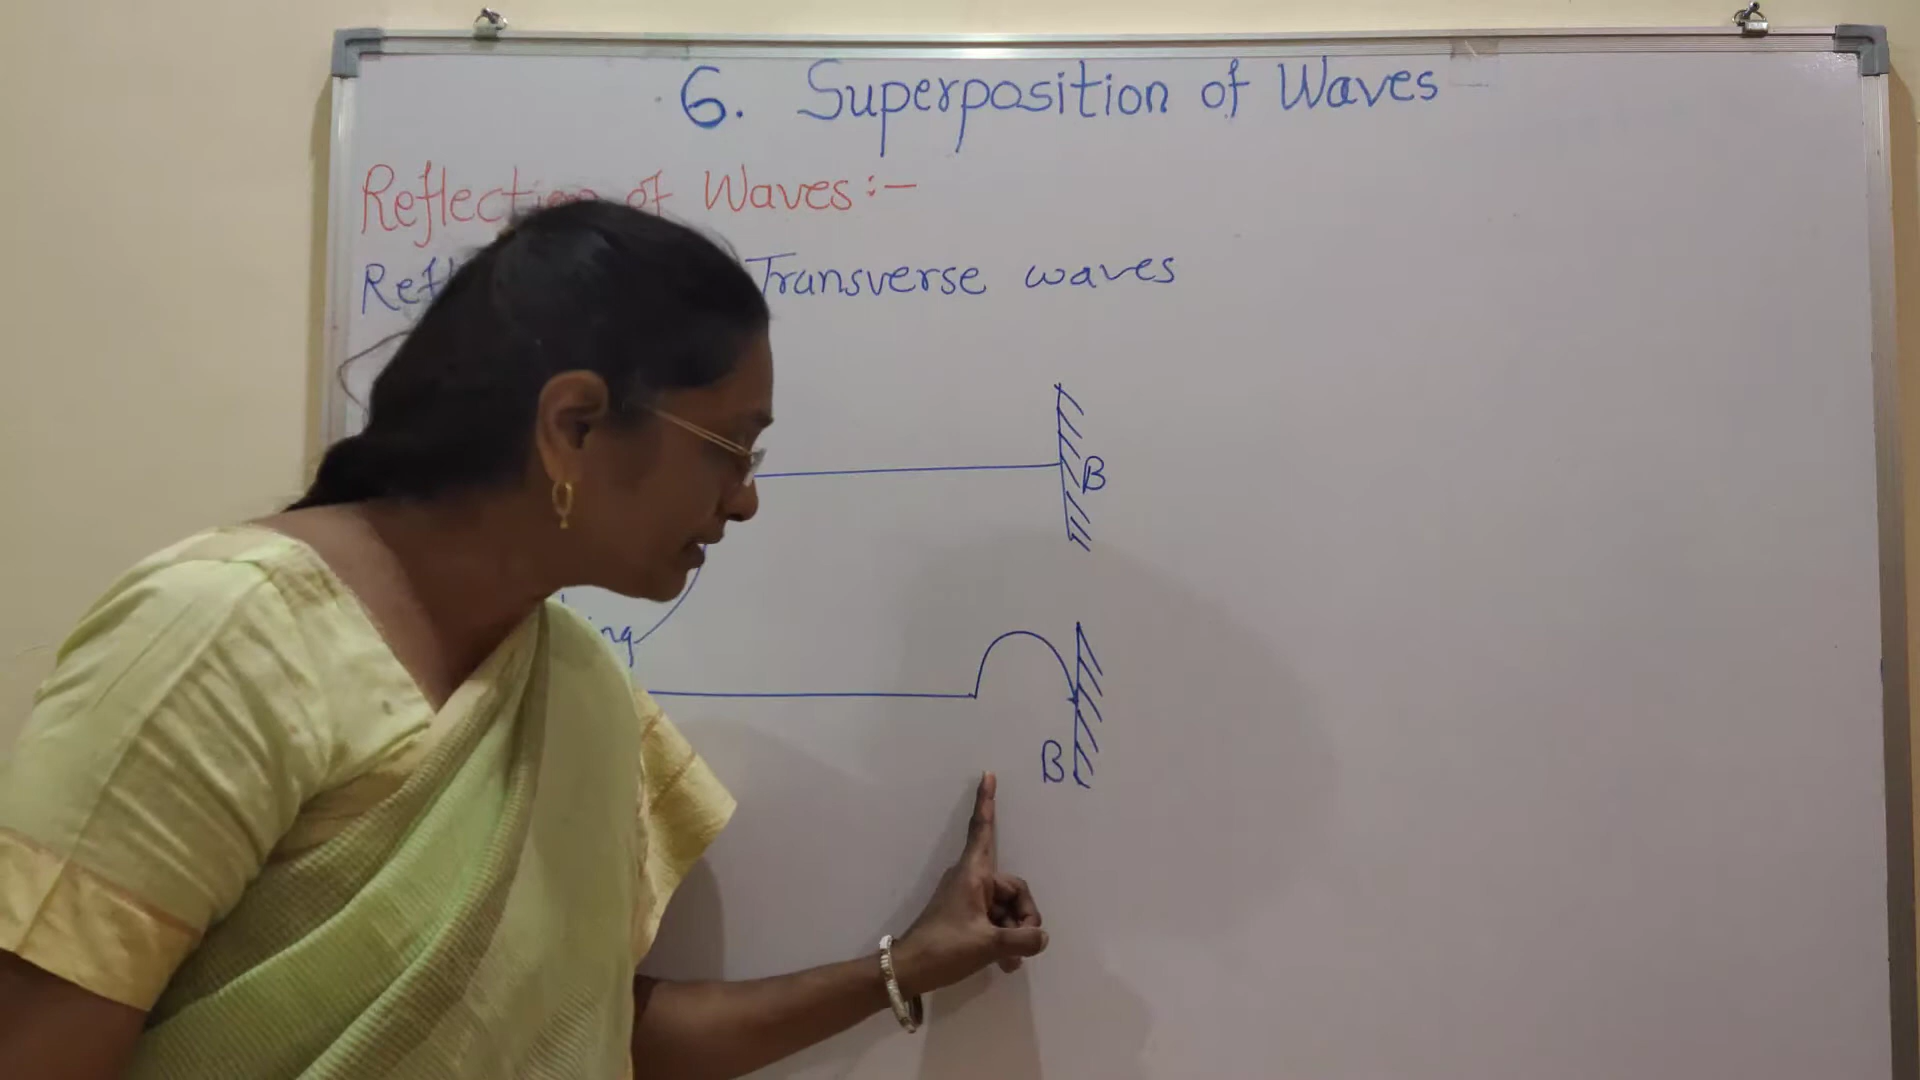 6. Superposition of Waves
Reflection of Waves:-
Transverse waves
B
B